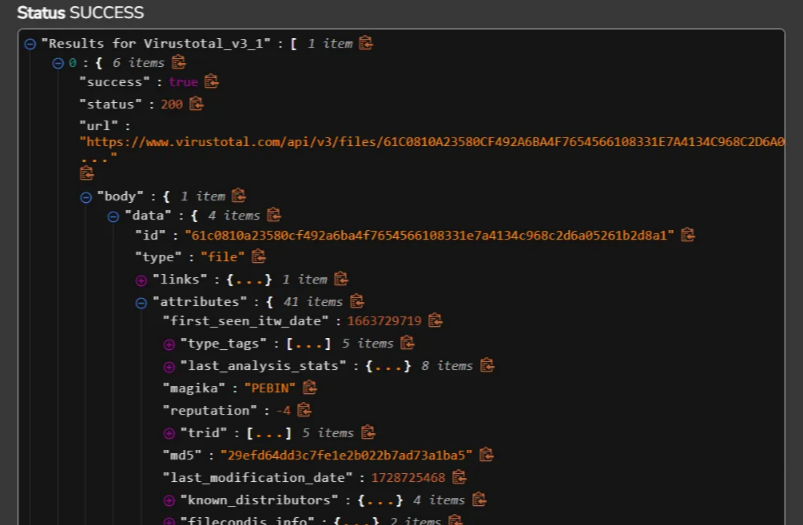 Status SUCCESS
"Results for Virustotal_v3_1" : [ 1 item
0 : { 6 items
"success" : true
"status" : 200
"url" :
"https://www.virustotal.com/api/v3/files/61C0810A23580CF492A6BA4F7654566108331E7A4134C968C2D6A0
..."
"body" : { 1 item
"data" : { 4 items
"id" : "61c0810a23580cf492a6ba4f7654566108331e7a4134c968c2d6a05261b2d8a1"
"type" : "file"
"links" : {...} 1 item
"attributes" : { 41 items
"first_seen_itw_date" : 1663729719
"type_tags" : [...] 5 items
"last_analysis_stats" : {...} 8 items
"magika" : "PEBIN"
"reputation" : -4
"trid" : [...] 5 items
"md5" : "29efd64dd3c7fe1e2b022b7ad73a1ba5"
"last_modification_date" : 1728725468
"known_distributors" : {...} 4 items
"filecondis_info" : {...} 2 items